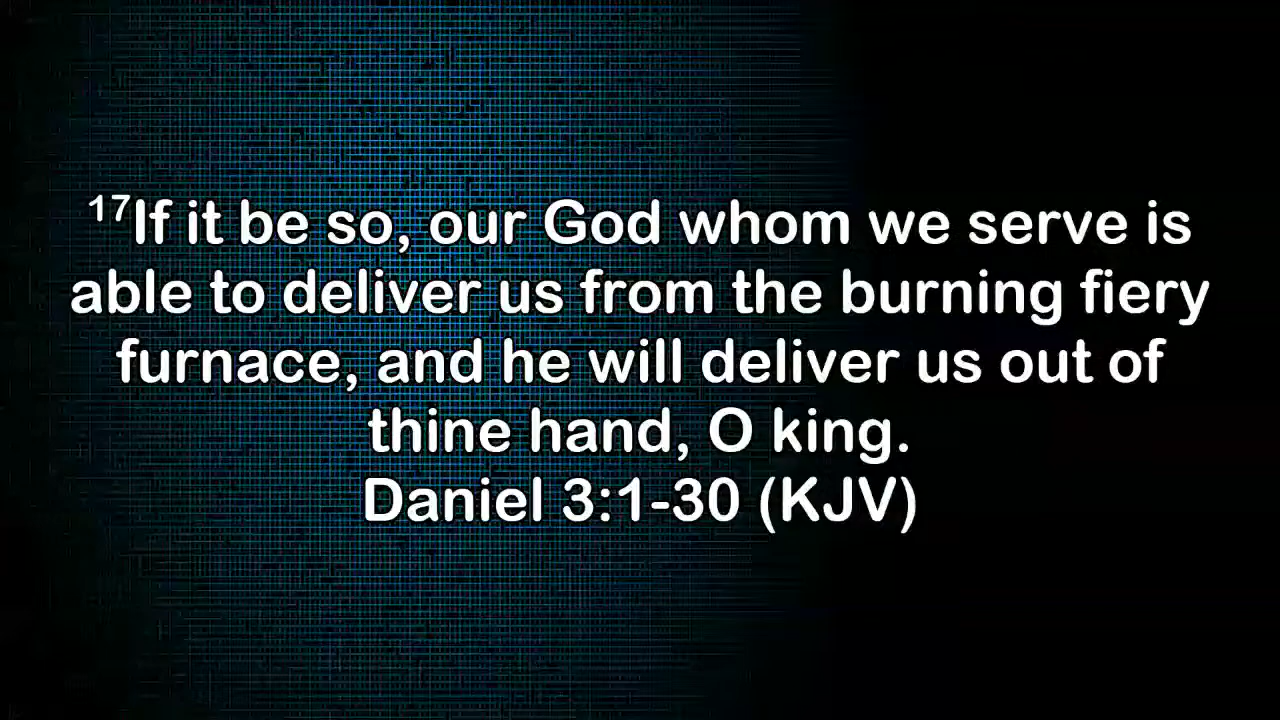 ¹⁷If it be so, our God whom we serve is
able to deliver us from the burning fiery
furnace, and he will deliver us out of
thine hand, O king.
Daniel 3:1-30 (KJV)